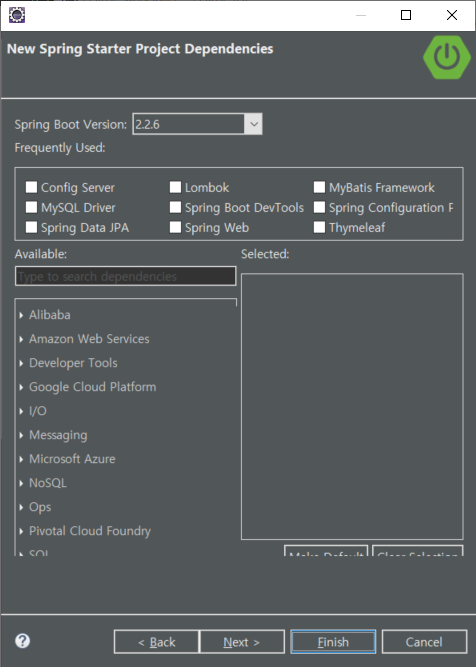 New Spring Starter Project Dependencies
Spring Boot Version: 2.2.6
Frequently Used:
Config Server Lombok MyBatis Framework
MySQL Driver Spring Boot DevTools Spring Configuration P
Spring Data JPA Spring Web Thymeleaf
Available: Selected:
Type to search dependencies
Alibaba
Amazon Web Services
Developer Tools
Google Cloud Platform
I/O
Messaging
Microsoft Azure
NoSQL
Ops
Pivotal Cloud Foundry
SQL Make Default Clear Selection
? < Back Next > Finish Cancel